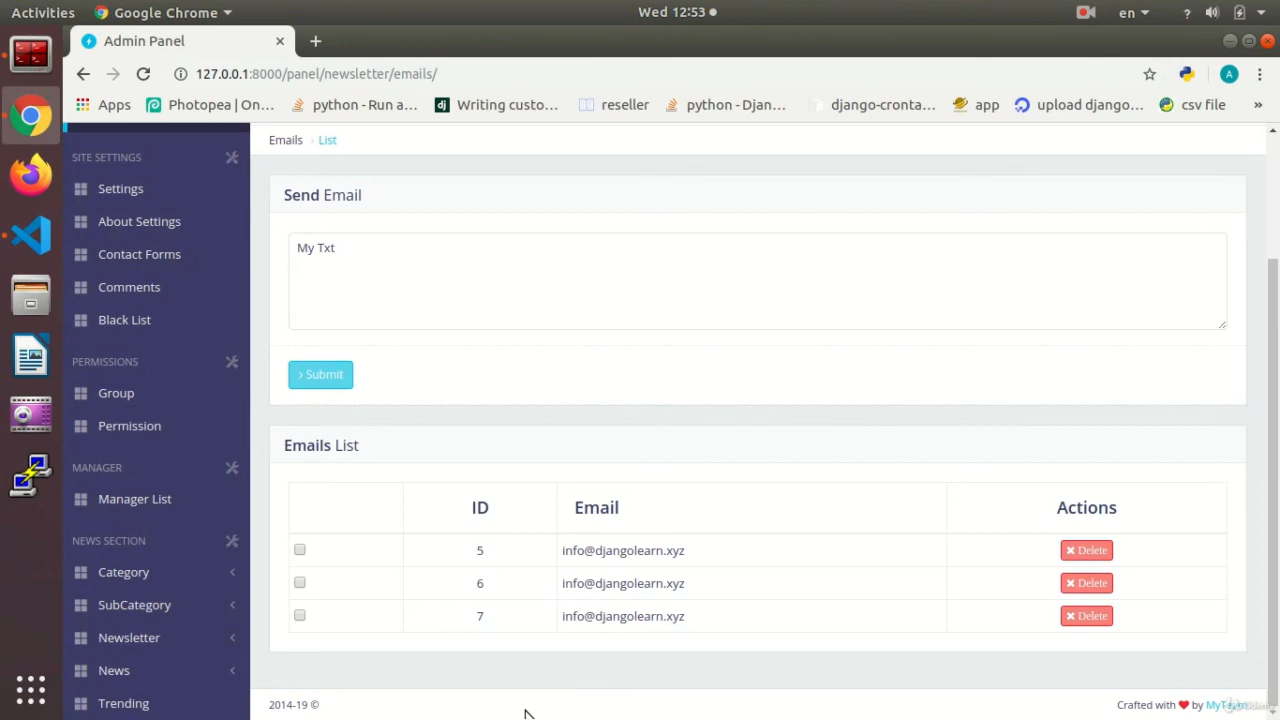 Activities Google Chrome Wed 12:53 en ?
Admin Panel
127.0.0.1:8000/panel/newsletter/emails/ A
Apps Photopea | On... python - Run a... dj Writing custo... reseller python - Djan... django-cronta... app upload django... csv file »
Emails › List
SITE SETTINGS
Settings
About Settings
Contact Forms
Comments
Black List
PERMISSIONS
Group
Permission
MANAGER
Manager List
NEWS SECTION
Category
SubCategory
Newsletter
News
Trending
Send Email
My Txt
› Submit
Emails List
ID Email Actions
5 info@djangolearn.xyz Delete
6 info@djangolearn.xyz Delete
7 info@djangolearn.xyz Delete
2014-19 © Crafted with ❤ by